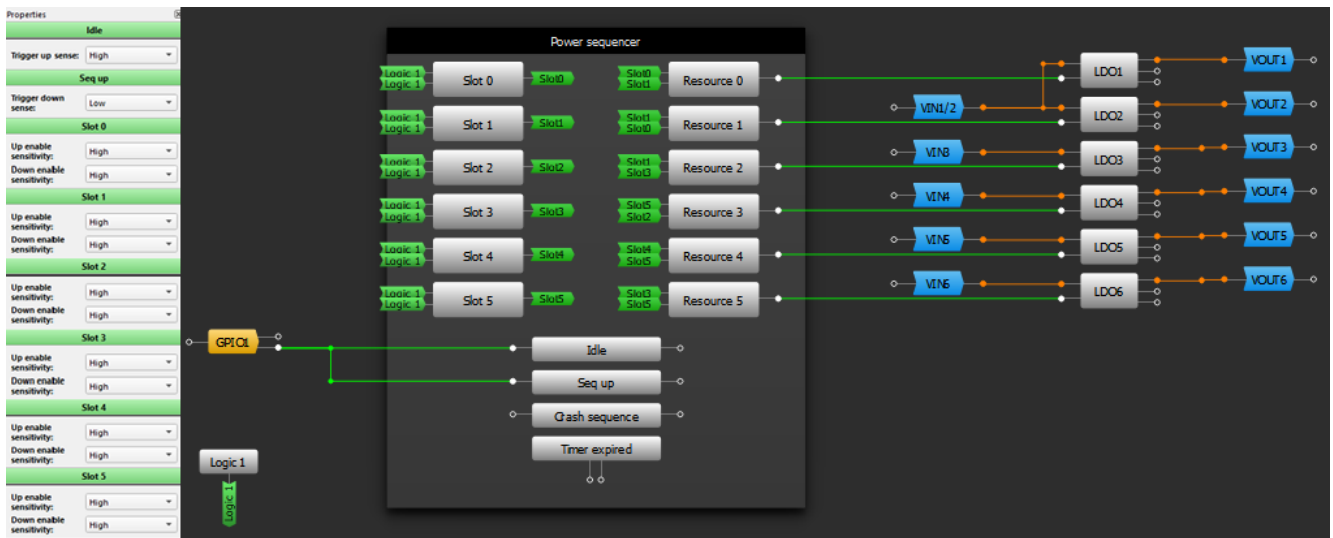 Properties
Idle
Trigger up sense: High
Seq up
Trigger down sense: Low
Slot 0
Up enable sensitivity: High
Down enable sensitivity: High
Slot 1
Up enable sensitivity: High
Down enable sensitivity: High
Slot 2
Up enable sensitivity: High
Down enable sensitivity: High
Slot 3
Up enable sensitivity: High
Down enable sensitivity: High
Slot 4
Up enable sensitivity: High
Down enable sensitivity: High
Slot 5
Up enable sensitivity: High
Down enable sensitivity: High
GPIO1
Logic 1
Logic 1
Power sequencer
Logic 1
Logic 1
Slot 0
Slot0
Slot0
Slot1
Resource 0
Logic 1
Logic 1
Slot 1
Slot1
Slot1
Slot0
Resource 1
Logic 1
Logic 1
Slot 2
Slot2
Slot1
Slot3
Resource 2
Logic 1
Logic 1
Slot 3
Slot3
Slot5
Slot2
Resource 3
Logic 1
Logic 1
Slot 4
Slot4
Slot4
Slot5
Resource 4
Logic 1
Logic 1
Slot 5
Slot5
Slot3
Slot5
Resource 5
Idle
Seq up
Crash sequence
Timer expired
VIN1/2
VIN3
VIN4
VIN5
VIN6
LDO1
LDO2
LDO3
LDO4
LDO5
LDO6
VOUT1
VOUT2
VOUT3
VOUT4
VOUT5
VOUT6